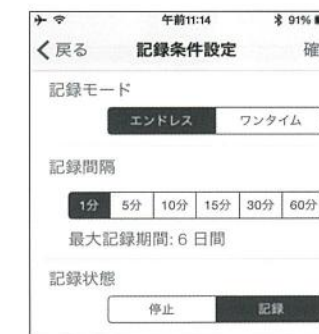 午前11:14 91%
戻る 記録条件設定
記録モード
エンドレス ワンタイム
記録間隔
1分 5分 10分 15分 30分 60分
最大記録期間: 6 日間
記録状態
停止 記録